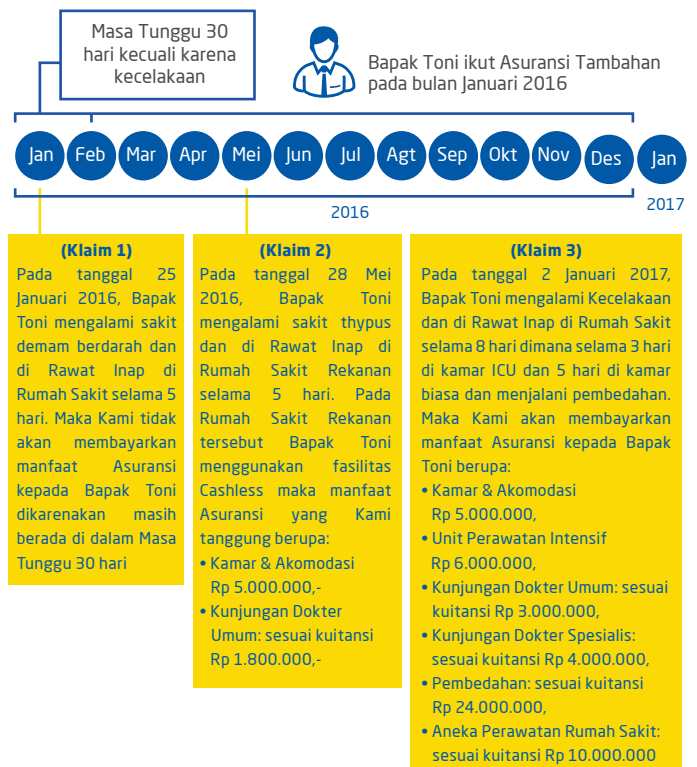 Masa Tunggu 30
hari kecuali karena
kecelakaan
Bapak Toni ikut Asuransi Tambahan
pada bulan Januari 2016
Jan Feb Mar Apr Mei Jun Jul Agt Sep Okt Nov Des Jan
2016
2017
(Klaim 1)
Pada tanggal 25
Januari 2016, Bapak
Toni mengalami sakit
demam berdarah dan
di Rawat Inap di
Rumah Sakit selama 5
hari. Maka Kami tidak
akan membayarkan
manfaat Asuransi
kepada Bapak Toni
dikarenakan masih
berada di dalam Masa
Tunggu 30 hari
(Klaim 2)
Pada tanggal 28 Mei
2016, Bapak Toni
mengalami sakit thypus
dan di Rawat Inap di
Rumah Sakit Rekanan
selama 5 hari. Pada
Rumah Sakit Rekanan
tersebut Bapak Toni
menggunakan fasilitas
Cashless maka manfaat
Asuransi yang Kami
tanggung berupa:
• Kamar & Akomodasi
Rp 5.000.000,-
• Kunjungan Dokter
Umum: sesuai kuitansi
Rp 1.800.000,-
(Klaim 3)
Pada tanggal 2 Januari 2017,
Bapak Toni mengalami Kecelakaan
dan di Rawat Inap di Rumah Sakit
selama 8 hari dimana selama 3 hari
di kamar ICU dan 5 hari di kamar
biasa dan menjalani pembedahan.
Maka Kami akan membayarkan
manfaat Asuransi kepada Bapak
Toni berupa:
• Kamar & Akomodasi
Rp 5.000.000,
• Unit Perawatan Intensif
Rp 6.000.000,
• Kunjungan Dokter Umum: sesuai
kuitansi Rp 3.000.000,
• Kunjungan Dokter Spesialis:
sesuai kuitansi Rp 4.000.000,
• Pembedahan: sesuai kuitansi
Rp 24.000.000,
• Aneka Perawatan Rumah Sakit:
sesuai kuitansi Rp 10.000.000